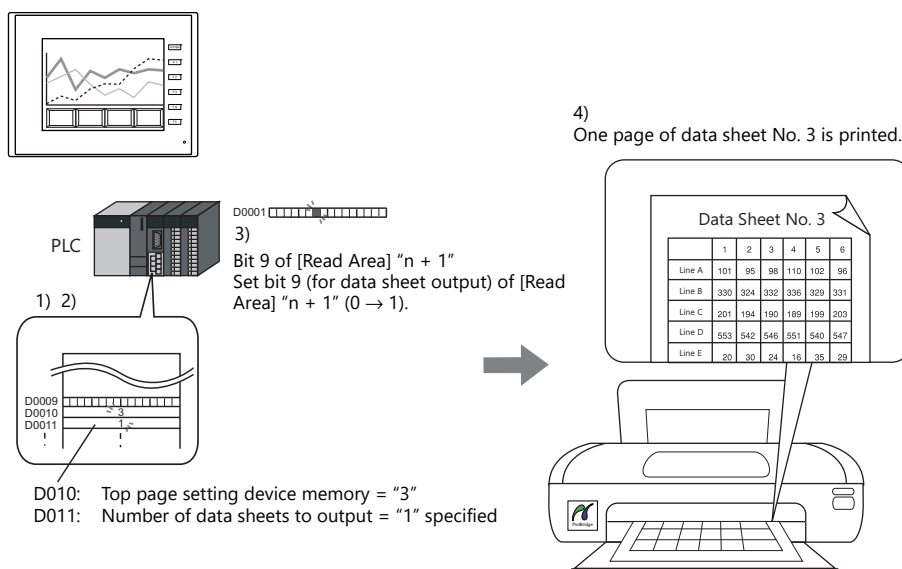 4)
One page of data sheet No. 3 is printed.
D0001
3)
PLC
Bit 9 of [Read Area] “n + 1”
Set bit 9 (for data sheet output) of [Read
Area] “n + 1” (0 → 1).
1) 2)
D0009
D0010 3
D0011 1
D010: Top page setting device memory = “3”
D011: Number of data sheets to output = “1” specified
Data Sheet No. 3
1 2 3 4 5 6
Line A 101 95 98 110 102 96
Line B 330 324 332 336 329 331
Line C 201 194 190 189 199 203
Line D 553 542 546 551 540 547
Line E 20 30 24 16 35 29
PictBridge